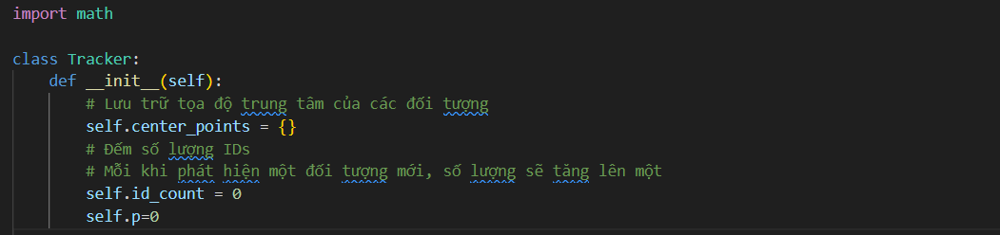 import math
class Tracker:
def __init__(self):
# Lưu trữ tọa độ trung tâm của các đối tượng
self.center_points = {}
# Đếm số lượng IDs
# Mỗi khi phát hiện một đối tượng mới, số lượng sẽ tăng lên một
self.id_count = 0
self.p=0